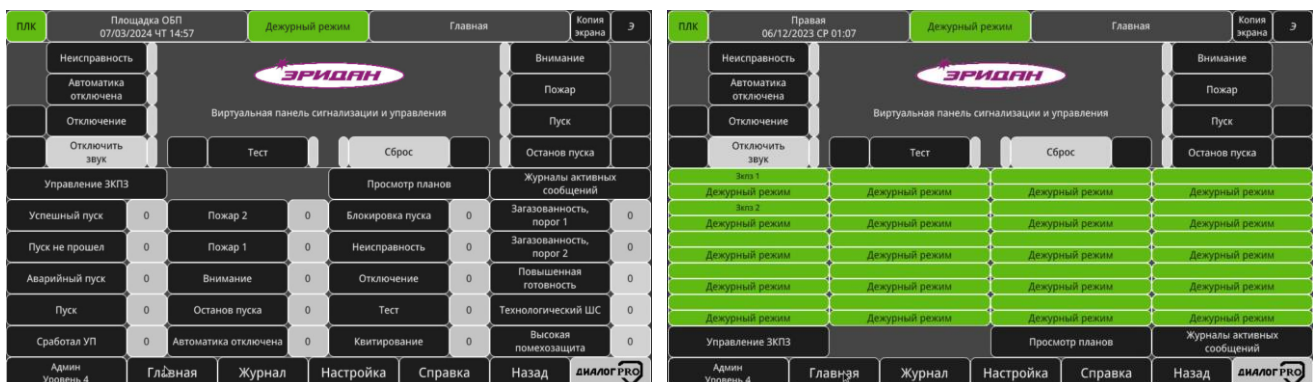 ПЛК
Площадка ОБП
07/03/2024 ЧТ 14:57
Дежурный режим
Главная
Копия
экрана
Э
Неисправность
Автоматика
отключена
Отключение
Отключить
звук
ЭРИДАН
Виртуальная панель сигнализации и управления
Тест
Сброс
Внимание
Пожар
Пуск
Останов пуска
Управление ЗКПЗ
Просмотр планов
Журналы активных
сообщений
Успешный пуск 0
Пожар 2 0
Блокировка пуска 0
Загазованность,
порог 1
0
Пуск не прошел 0
Пожар 1 0
Неисправность 0
Загазованность,
порог 2
0
Аварийный пуск 0
Внимание 0
Отключение 0
Повышенная
готовность
0
Пуск 0
Останов пуска 0
Тест 0
Технологический ШС 0
Сработал УП 0
Автоматика отключена 0
Квитирование 0
Высокая
помехозащита
0
Админ
Уровень 4
Главная
Журнал
Настройка
Справка
Назад
ДИАЛОГ PRO
ПЛК
Правая
06/12/2023 СР 01:07
Дежурный режим
Главная
Копия
экрана
Э
Неисправность
Автоматика
отключена
Отключение
Отключить
звук
ЭРИДАН
Виртуальная панель сигнализации и управления
Тест
Сброс
Внимание
Пожар
Пуск
Останов пуска
Зкпз 1
Дежурный режим Дежурный режим Дежурный режим Дежурный режим
Зкпз 2
Дежурный режим Дежурный режим Дежурный режим Дежурный режим
Дежурный режим Дежурный режим Дежурный режим Дежурный режим
Дежурный режим Дежурный режим Дежурный режим Дежурный режим
Дежурный режим Дежурный режим Дежурный режим Дежурный режим
Управление ЗКПЗ
Просмотр планов
Журналы активных
сообщений
Админ
Уровень 4
Главная
Журнал
Настройка
Справка
Назад
ДИАЛОГ PRO